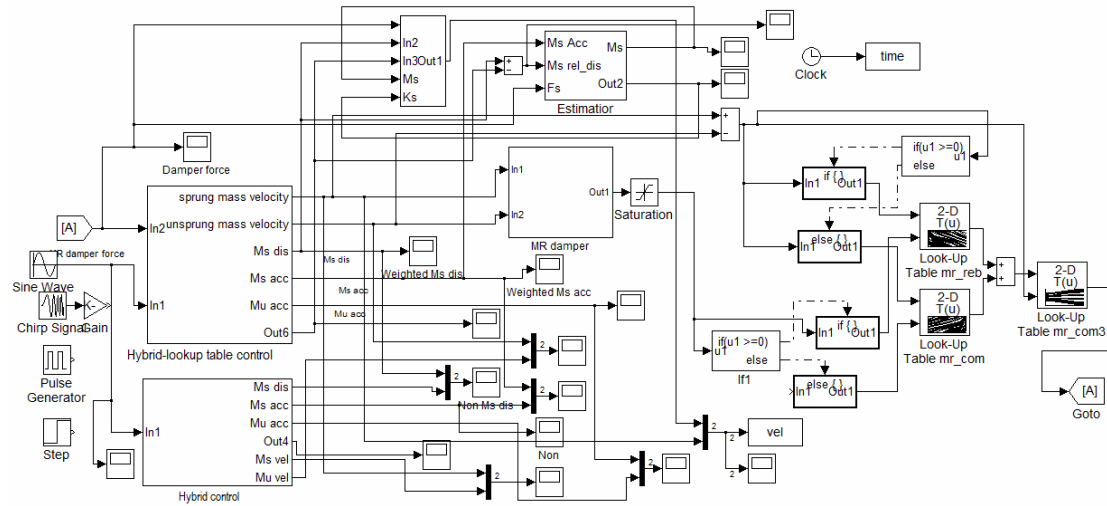 In2
In3Out1
Ms
Ks
Ms Acc
Ms
Ms rel_dis
Out2
Fs
Estimatior
+
−
+
−
Clock
time
if(u1 >=0)
u1
else
if { }
In1
Out1
else { }
In1
Out1
2-D
T(u)
Look-Up
Table mr_reb
2-D
T(u)
Look-Up
Table mr_com
+
+
2-D
T(u)
Look-Up
Table mr_com3
if { }
In1
Out1
if(u1 >=0)
u1
else
If1
else { }
In1
Out1
[A]
Goto
Damper force
[A]
MR damper force
Sine Wave
Chirp Signal
K-
Gain
Pulse
Generator
Step
In2
In1
sprung mass velocity
unsprung mass velocity
Ms dis
Ms acc
Mu acc
Out6
Hybrid-lookup table control
Ms dis
Ms acc
Mu acc
Weighted Ms dis
Weighted Ms acc
In1
In2
Out1
MR damper
Saturation
In1
Ms dis
Ms acc
Mu acc
Out4
Ms vel
Mu vel
Hybrid control
2
2
Non Ms dis
2
Non
2
2
2
2
2
vel